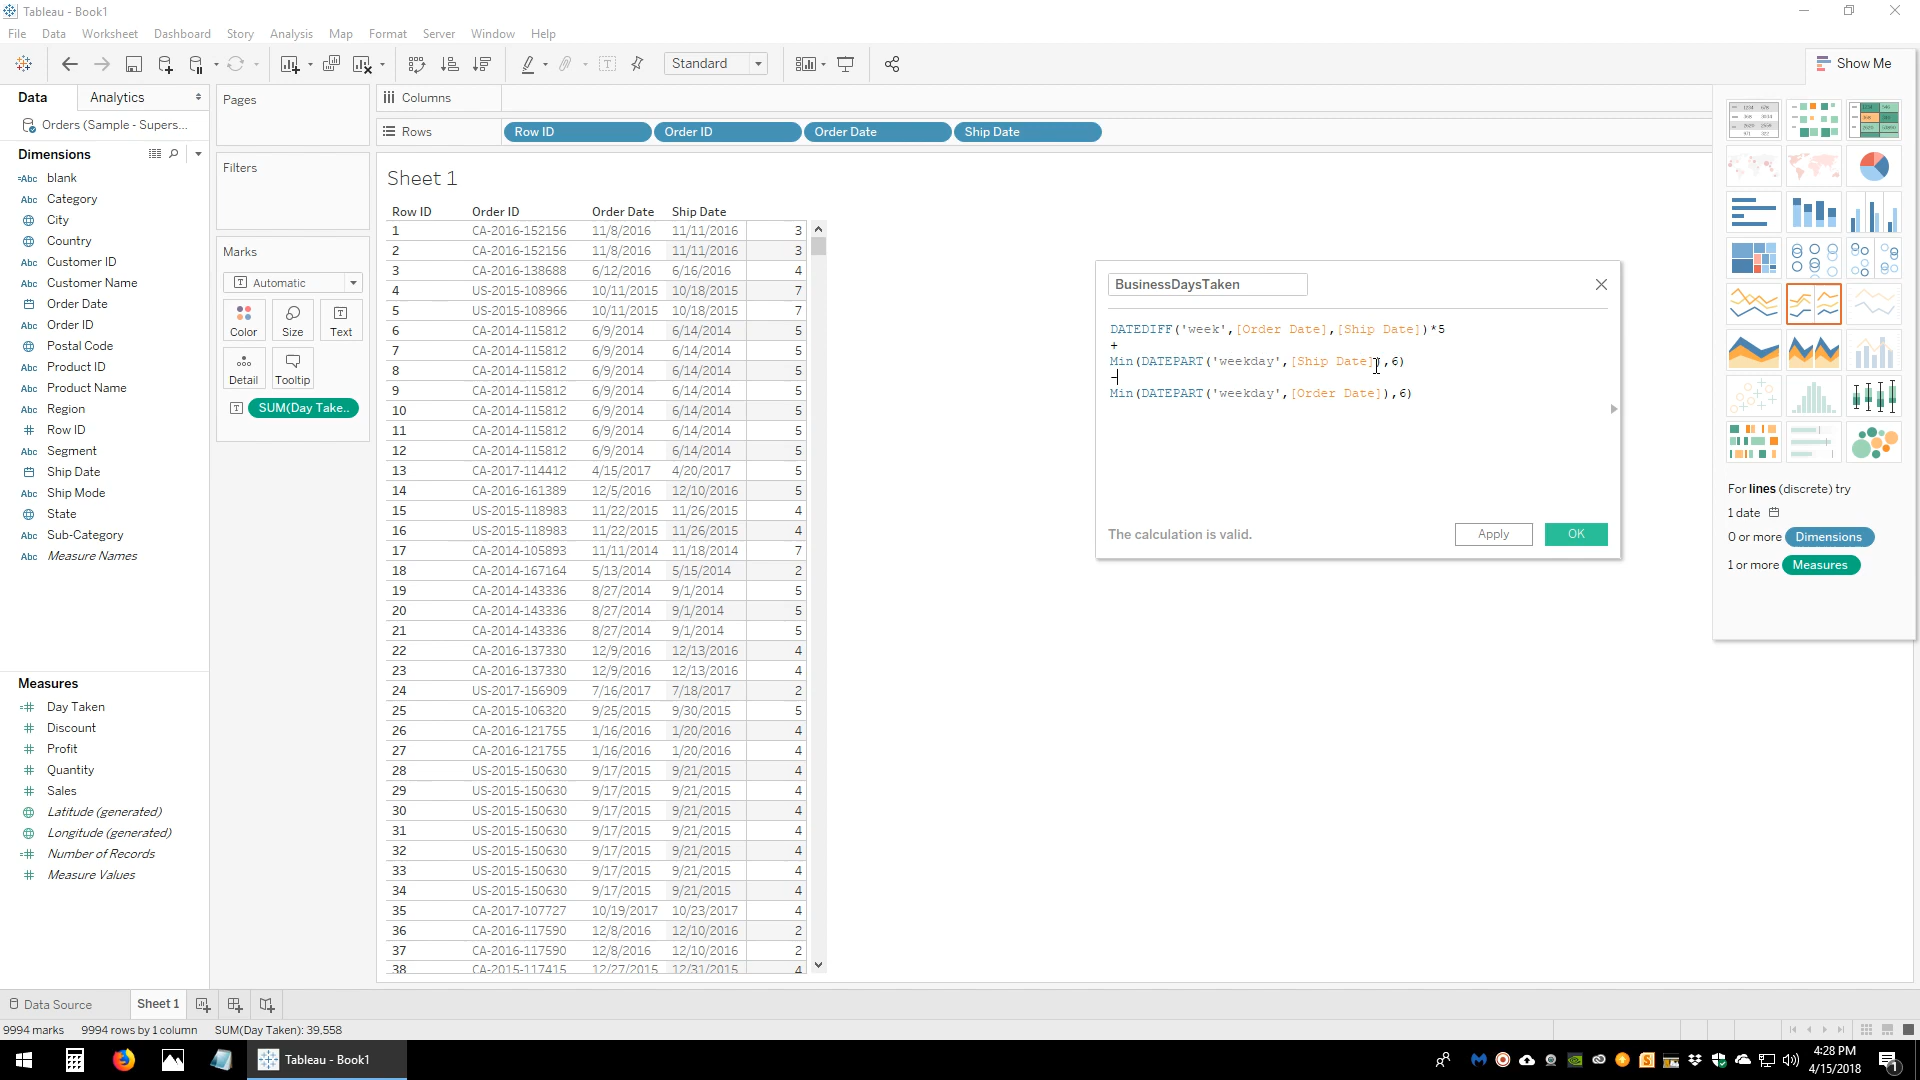 Tableau - Book1
File Data Worksheet Dashboard Story Analysis Map Format Server Window Help
Standard
Show Me
Data Analytics
Orders (Sample - Supers...
Dimensions
blank
Category
City
Country
Customer ID
Customer Name
Order Date
Order ID
Postal Code
Product ID
Product Name
Region
Row ID
Segment
Ship Date
Ship Mode
State
Sub-Category
Measure Names
Measures
Day Taken
Discount
Profit
Quantity
Sales
Latitude (generated)
Longitude (generated)
Number of Records
Measure Values
Pages
Filters
Marks
Automatic
Color Size Text
Detail Tooltip
SUM(Day Take..
Columns
Rows Row ID Order ID Order Date Ship Date
Sheet 1
Row ID Order ID Order Date Ship Date
1 CA-2016-152156 11/8/2016 11/11/2016 3
2 CA-2016-152156 11/8/2016 11/11/2016 3
3 CA-2016-138688 6/12/2016 6/16/2016 4
4 US-2015-108966 10/11/2015 10/18/2015 7
5 US-2015-108966 10/11/2015 10/18/2015 7
6 CA-2014-115812 6/9/2014 6/14/2014 5
7 CA-2014-115812 6/9/2014 6/14/2014 5
8 CA-2014-115812 6/9/2014 6/14/2014 5
9 CA-2014-115812 6/9/2014 6/14/2014 5
10 CA-2014-115812 6/9/2014 6/14/2014 5
11 CA-2014-115812 6/9/2014 6/14/2014 5
12 CA-2014-115812 6/9/2014 6/14/2014 5
13 CA-2017-114412 4/15/2017 4/20/2017 5
14 CA-2016-161389 12/5/2016 12/10/2016 5
15 US-2015-118983 11/22/2015 11/26/2015 4
16 US-2015-118983 11/22/2015 11/26/2015 4
17 CA-2014-105893 11/11/2014 11/18/2014 7
18 CA-2014-167164 5/13/2014 5/15/2014 2
19 CA-2014-143336 8/27/2014 9/1/2014 5
20 CA-2014-143336 8/27/2014 9/1/2014 5
21 CA-2014-143336 8/27/2014 9/1/2014 5
22 CA-2016-137330 12/9/2016 12/13/2016 4
23 CA-2016-137330 12/9/2016 12/13/2016 4
24 US-2017-156909 7/16/2017 7/18/2017 2
25 CA-2015-106320 9/25/2015 9/30/2015 5
26 CA-2016-121755 1/16/2016 1/20/2016 4
27 CA-2016-121755 1/16/2016 1/20/2016 4
28 US-2015-150630 9/17/2015 9/21/2015 4
29 US-2015-150630 9/17/2015 9/21/2015 4
30 US-2015-150630 9/17/2015 9/21/2015 4
31 US-2015-150630 9/17/2015 9/21/2015 4
32 US-2015-150630 9/17/2015 9/21/2015 4
33 US-2015-150630 9/17/2015 9/21/2015 4
34 US-2015-150630 9/17/2015 9/21/2015 4
35 CA-2017-107727 10/19/2017 10/23/2017 4
36 CA-2016-117590 12/8/2016 12/10/2016 2
37 CA-2016-117590 12/8/2016 12/10/2016 2
38 CA-2015-117415 12/27/2015 12/31/2015 4
BusinessDaysTaken
DATEDIFF('week',[Order Date],[Ship Date])*5
+
Min(DATEPART('weekday',[Ship Date]),6)
-
Min(DATEPART('weekday',[Order Date]),6)
The calculation is valid.
Apply OK
For lines (discrete) try
1 date
0 or more Dimensions
1 or more Measures
Data Source Sheet 1
9994 marks 9994 rows by 1 column SUM(Day Taken): 39,558
Tableau - Book1
4:28 PM
4/15/2018
1